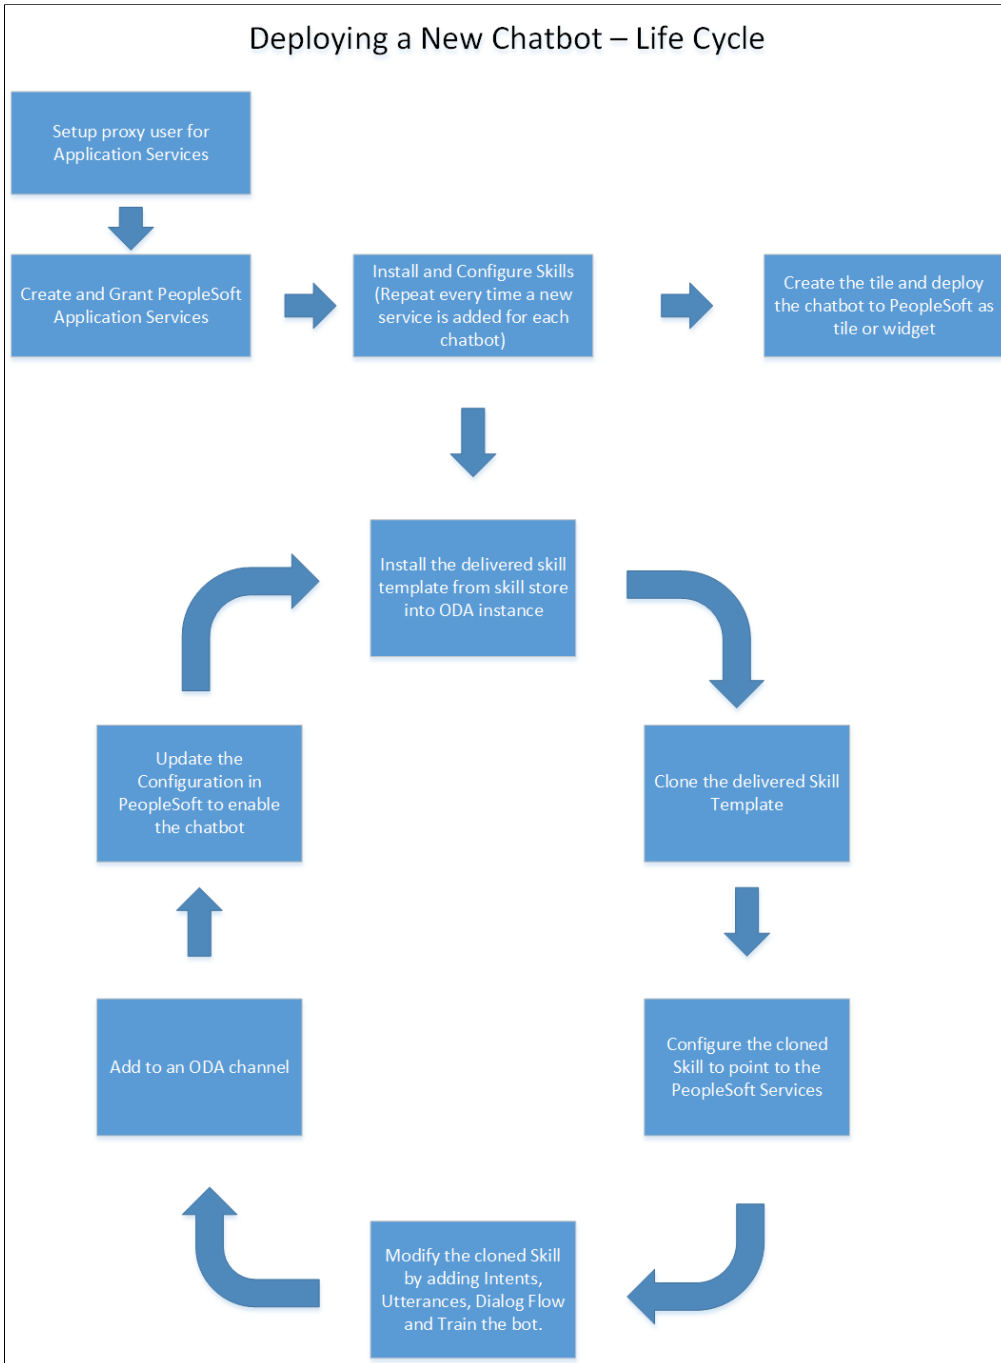 Deploying a New Chatbot – Life Cycle
Setup proxy user for
Application Services
Create and Grant PeopleSoft
Application Services
Install and Configure Skills
(Repeat every time a new
service is added for each
chatbot)
Create the tile and deploy
the chatbot to PeopleSoft as
tile or widget
Install the delivered skill
template from skill store
into ODA instance
Clone the delivered Skill
Template
Configure the cloned
Skill to point to the
PeopleSoft Services
Modify the cloned Skill
by adding Intents,
Utterances, Dialog Flow
and Train the bot.
Add to an ODA channel
Update the
Configuration in
PeopleSoft to enable
the chatbot